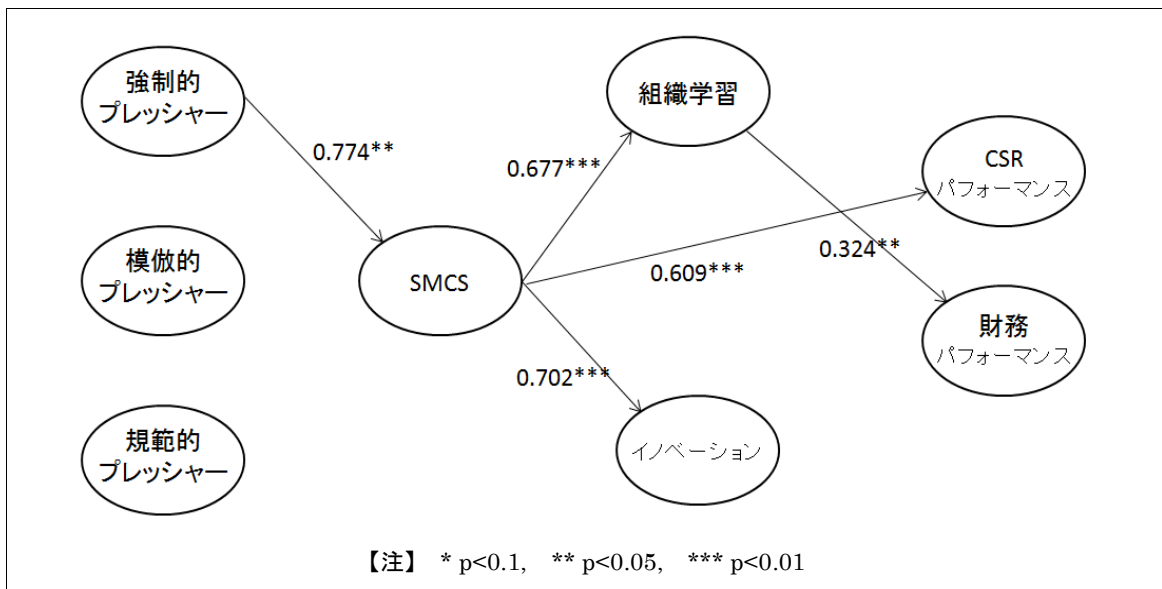 強制的
プレッシャー
組織学習
0.774**
0.677***
CSR
パフォーマンス
模倣的
プレッシャー
SMCS
0.609***
0.324**
財務
パフォーマンス
0.702***
規範的
プレッシャー
イノベーション
【注】 * p<0.1, ** p<0.05, *** p<0.01